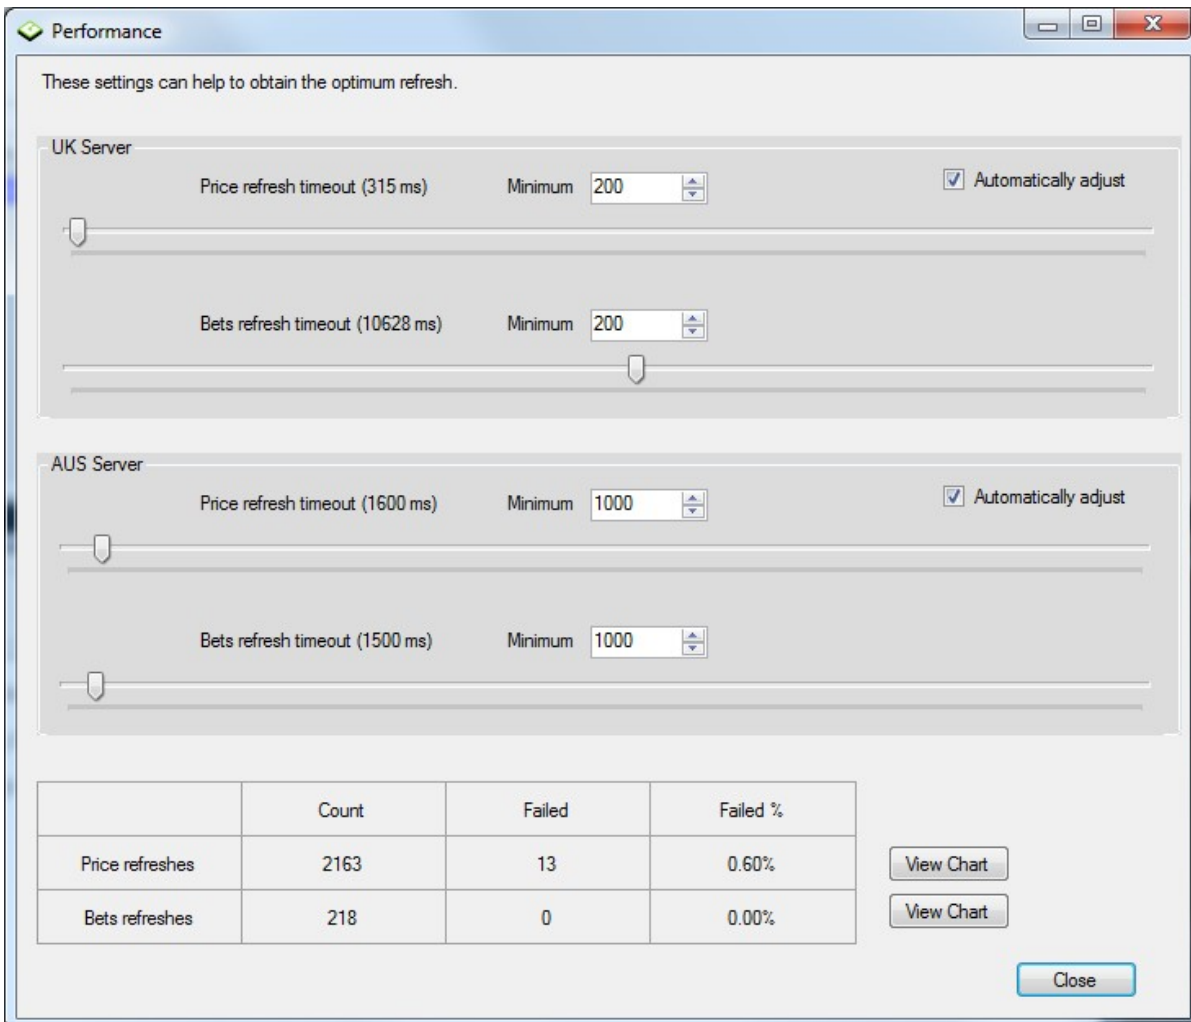 Performance
These settings can help to obtain the optimum refresh.
UK Server
Price refresh timeout (315 ms) Minimum 200 Automatically adjust
Bets refresh timeout (10628 ms) Minimum 200
AUS Server
Price refresh timeout (1600 ms) Minimum 1000 Automatically adjust
Bets refresh timeout (1500 ms) Minimum 1000
Count Failed Failed %
Price refreshes 2163 13 0.60% View Chart
Bets refreshes 218 0 0.00% View Chart
Close